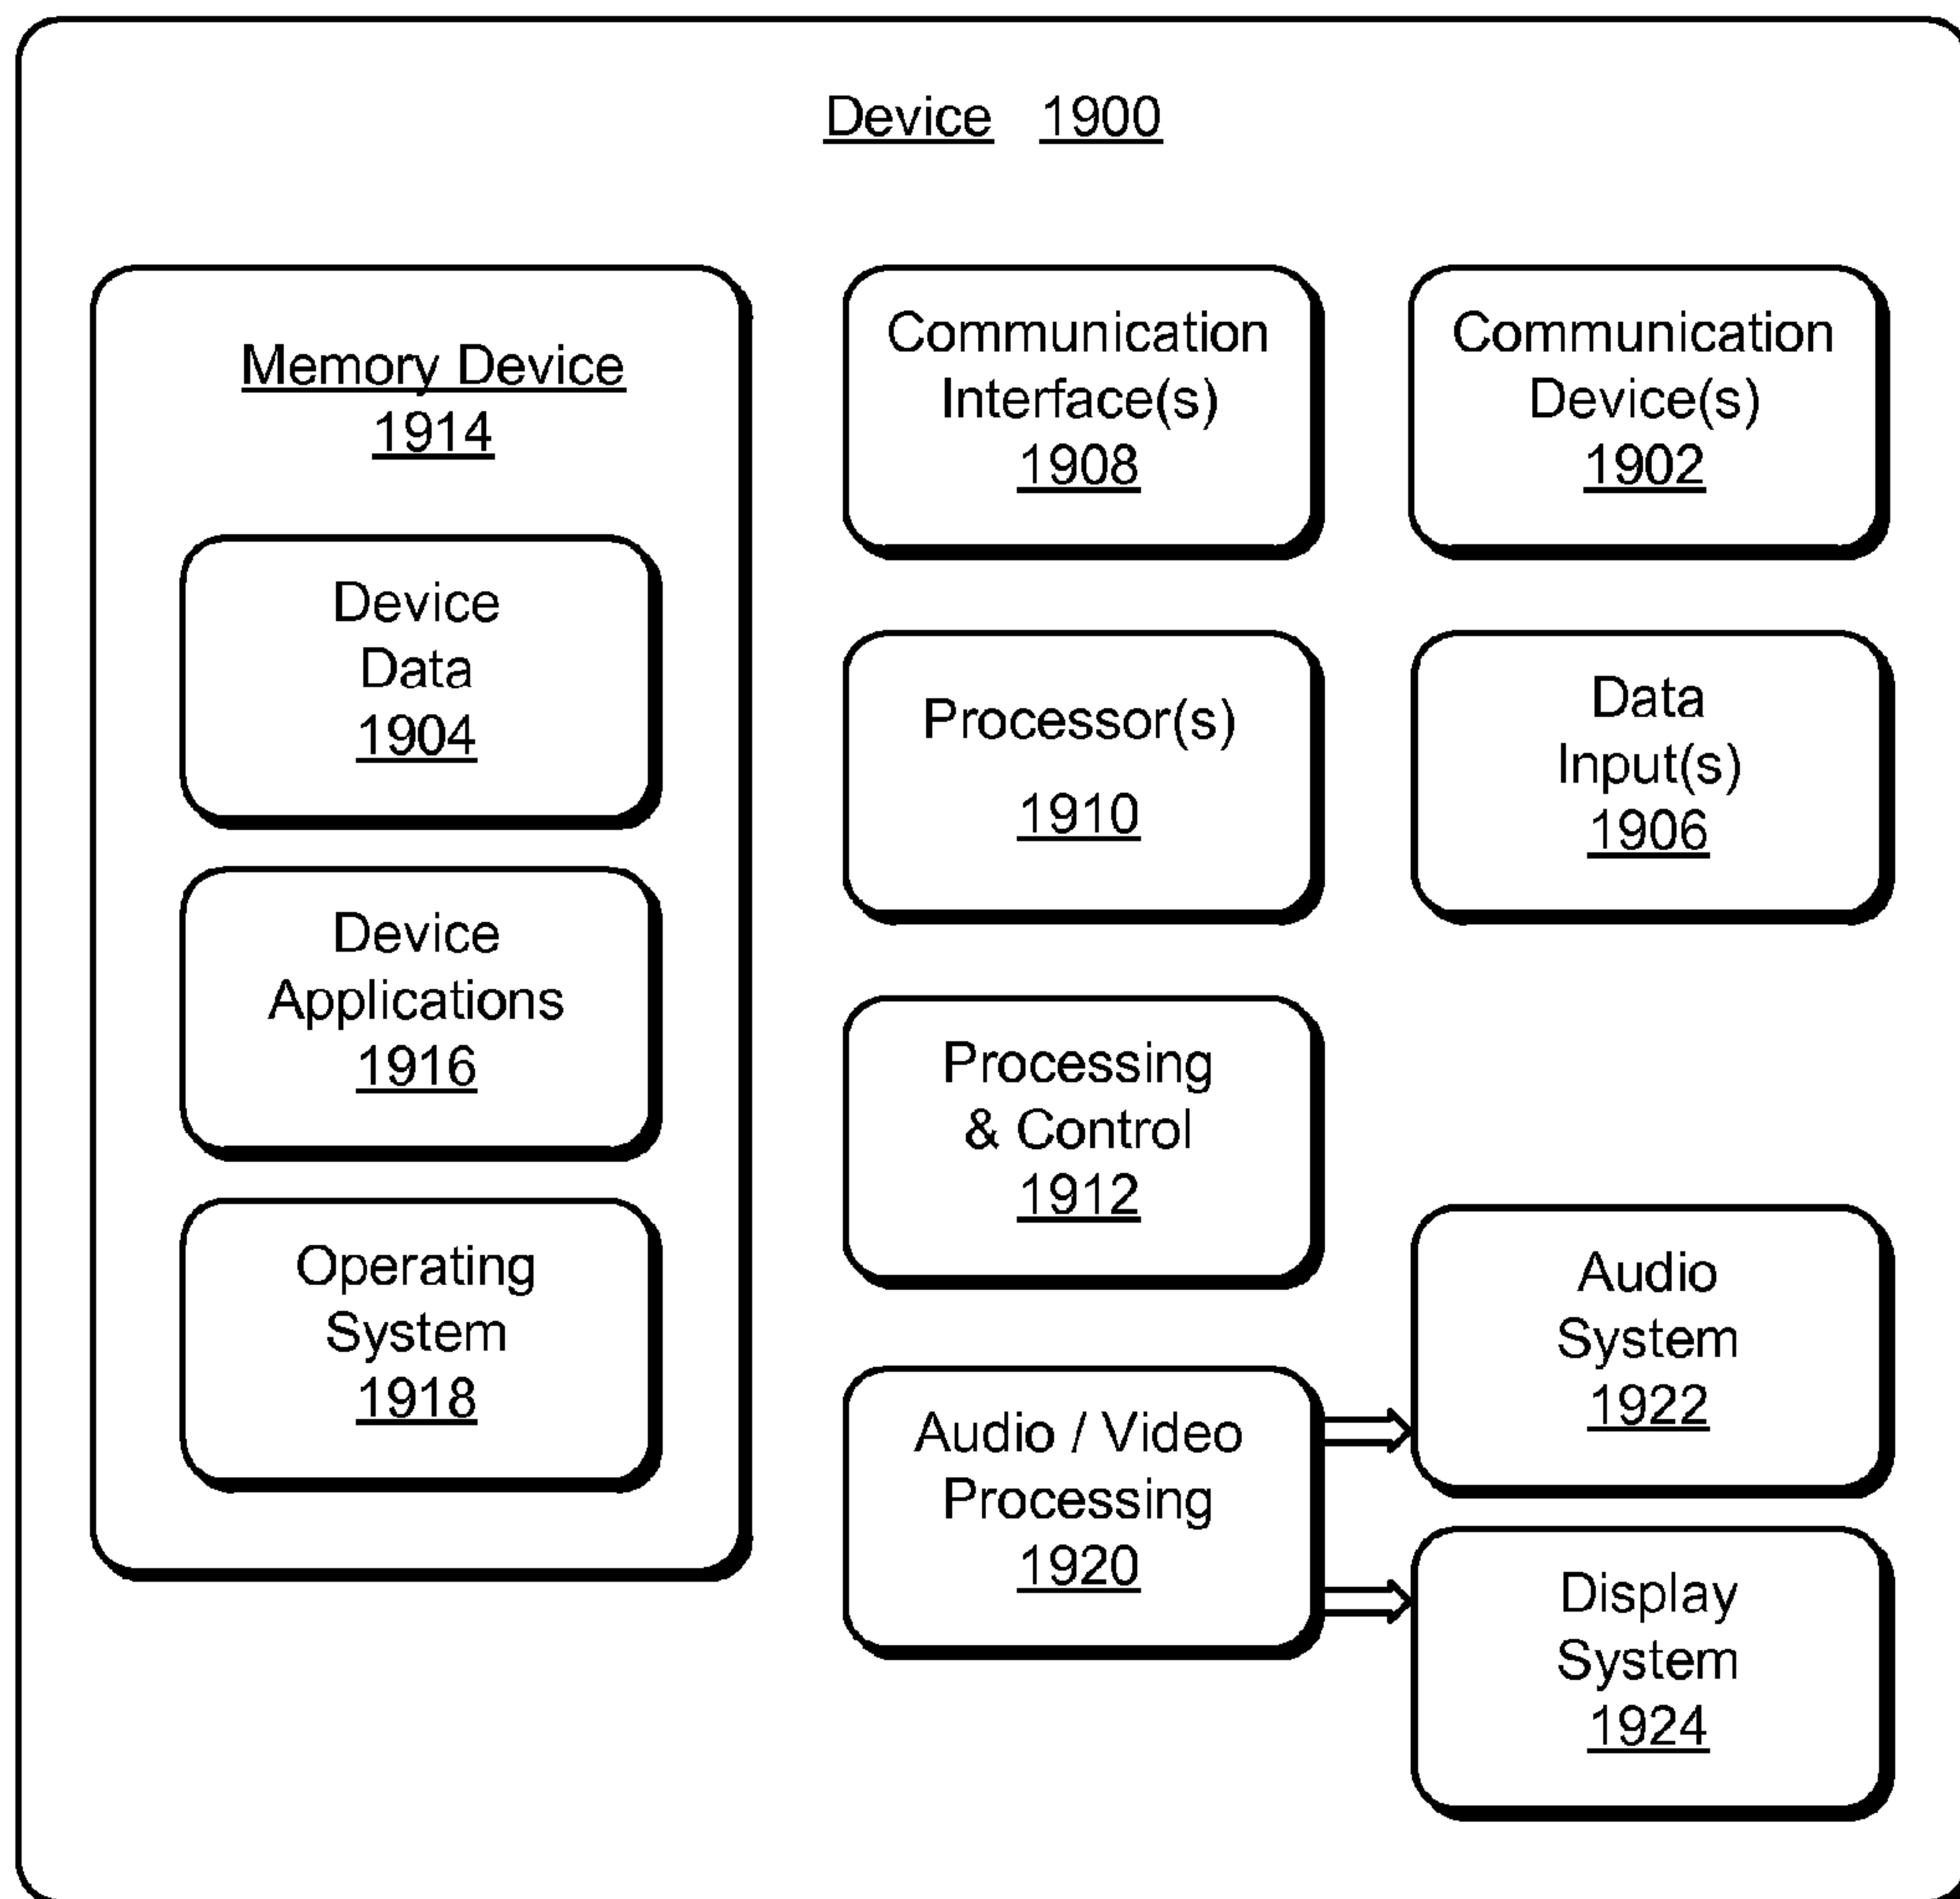 Device 1900
Memory Device
1914
Device
Data
1904
Device
Applications
1916
Operating
System
1918
Communication
Interface(s)
1908
Processor(s)
1910
Processing
& Control
1912
Audio / Video
Processing
1920
Communication
Device(s)
1902
Data
Input(s)
1906
Audio
System
1922
Display
System
1924